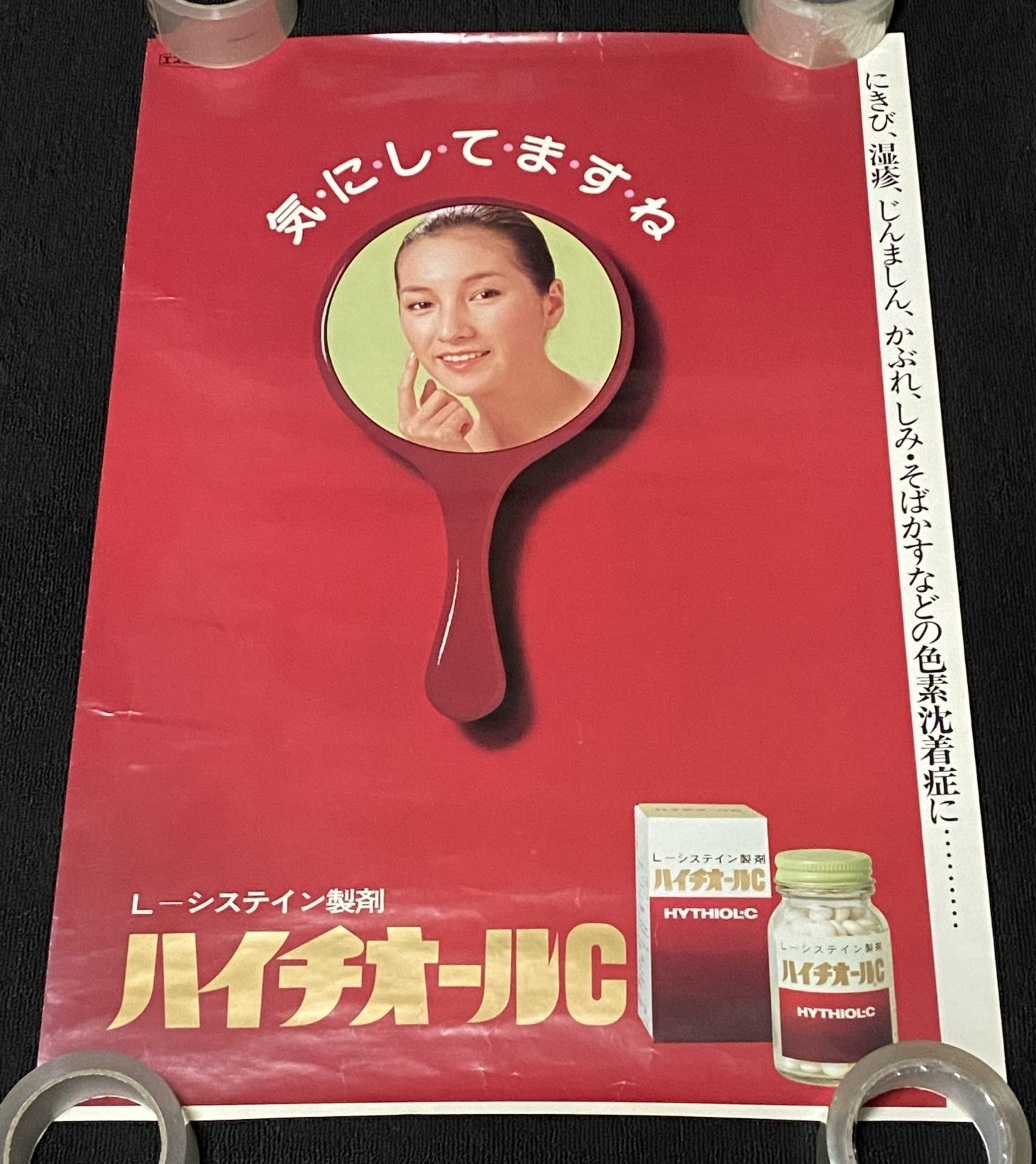 気・に・し・て・ま・す・ね
にきび、湿疹、じんましん、かぶれ、しみ・そばかすなどの色素沈着症に・・・・・・・・・
L－システイン製剤
ハイチオールC
L－システイン製剤
ハイチオールC
HYTHIOL-C
L－システイン製剤
ハイチオールC
HYTHIOL-C